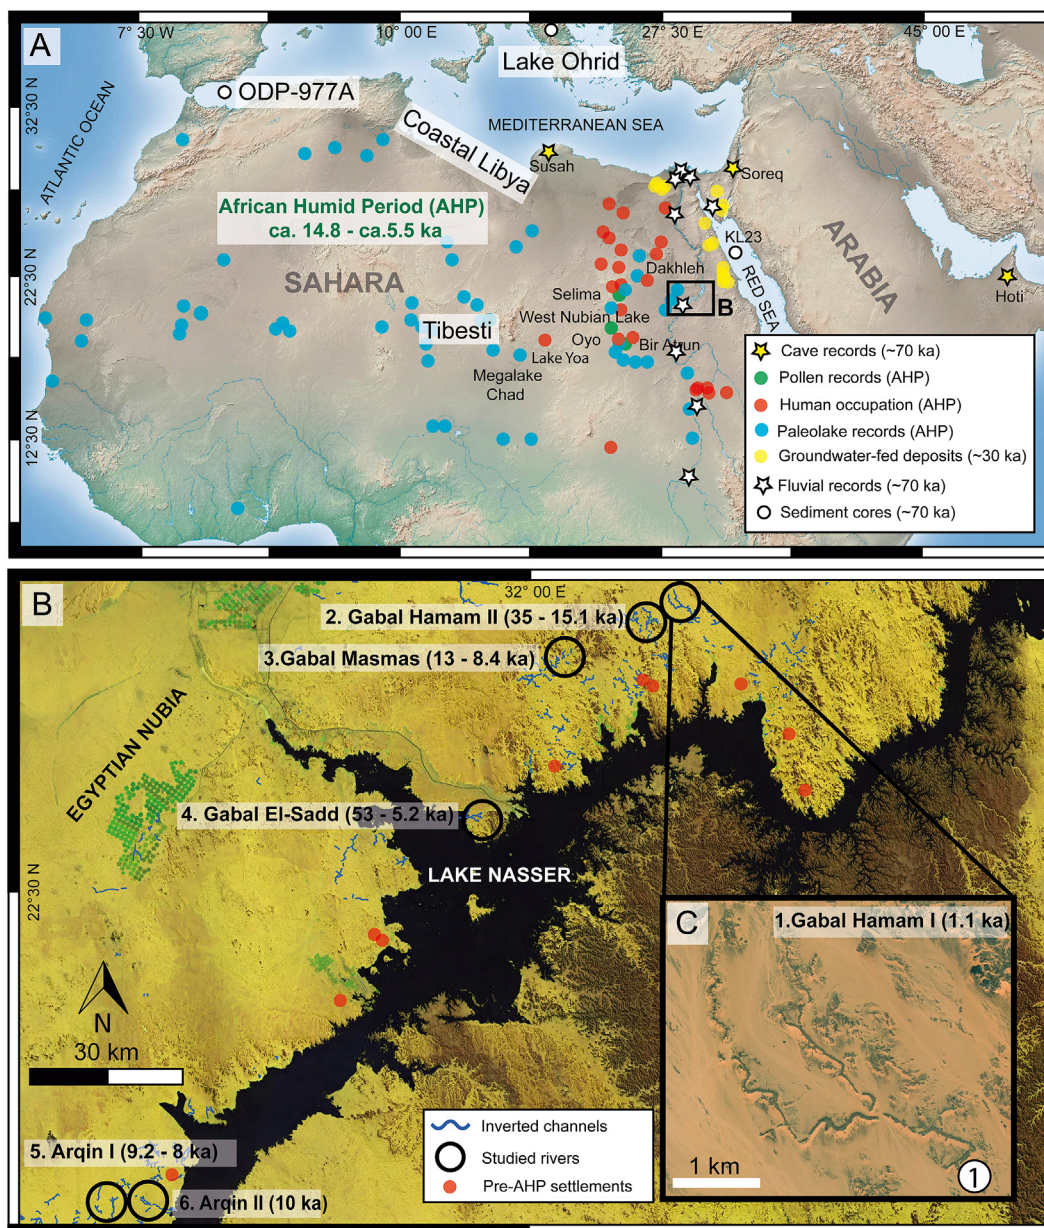 A
7°30 W
10°00 E
27°30 E
45°00 E
Lake Ohrid
ODP-977A
32°30 N
ATLANTIC OCEAN
Coastal Libya
MEDITERRANEAN SEA
Susah
Soreq
African Humid Period (AHP)
ca. 14.8 - ca.5.5 ka
KL23
ARABIA
SAHARA
Dakhleh
RED SEA
22°30 N
Selima
B
Hoti
West Nubian Lake
Tibesti
Oyo
Bir Atrun
Lake Yoa
Megalake
Chad
12°30 N
Cave records (~70 ka)
Pollen records (AHP)
Human occupation (AHP)
Paleolake records (AHP)
Groundwater-fed deposits (~30 ka)
Fluvial records (~70 ka)
Sediment cores (~70 ka)
B
32°00 E
2. Gabal Hamam II (35 - 15.1 ka)
3.Gabal Masmas (13 - 8.4 ka)
EGYPTIAN NUBIA
4. Gabal El-Sadd (53 - 5.2 ka)
LAKE NASSER
22°30 N
C
1.Gabal Hamam I (1.1 ka)
N
30 km
Inverted channels
Studied rivers
Pre-AHP settlements
1 km
1
5. Arqin I (9.2 - 8 ka)
6. Arqin II (10 ka)